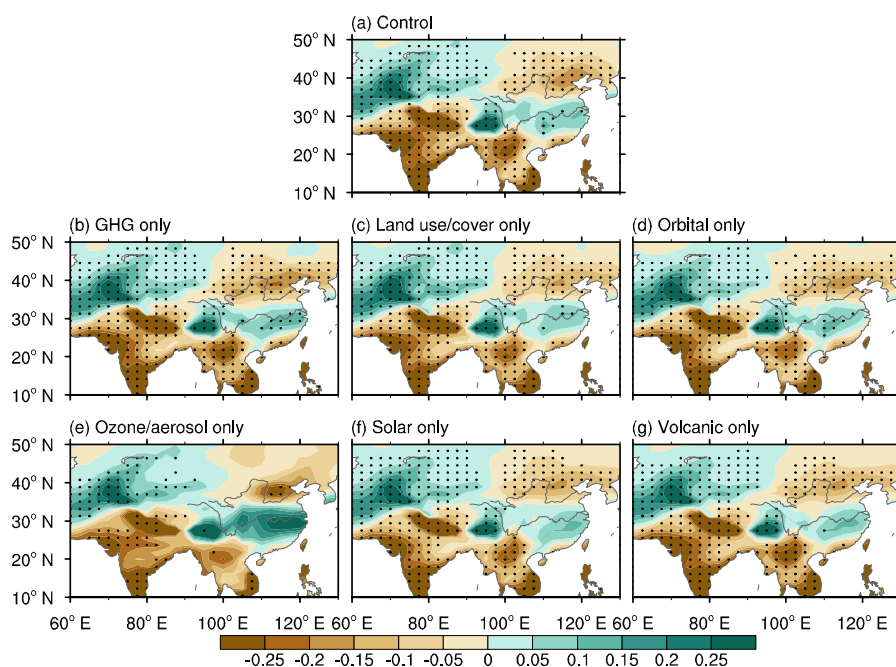 (a) Control
50° N
40° N
30° N
20° N
10° N
(b) GHG only
(c) Land use/cover only
(d) Orbital only
50° N
40° N
30° N
20° N
10° N
(e) Ozone/aerosol only
(f) Solar only
(g) Volcanic only
50° N
40° N
30° N
20° N
10° N
60° E 80° E 100° E 120° E 60° E 80° E 100° E 120° E 60° E 80° E 100° E 120° E
-0.25 -0.2 -0.15 -0.1 -0.05 0 0.05 0.1 0.15 0.2 0.25